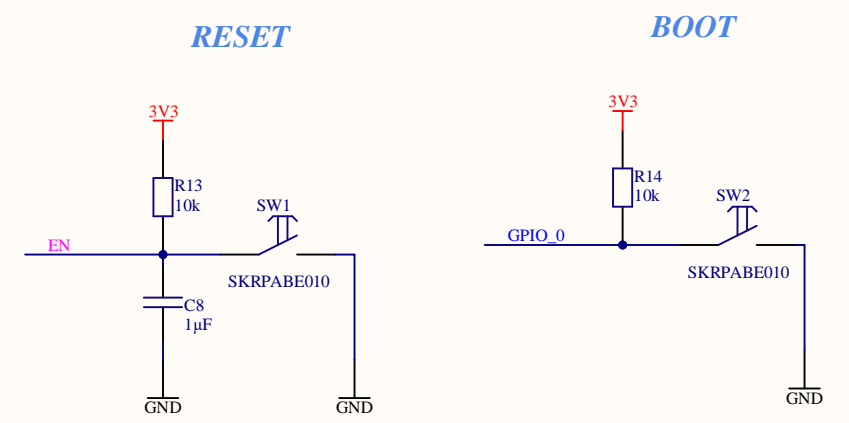 RESET
3V3
R13
10k
SW1
EN
SKRPABE010
C8
1µF
GND
GND
BOOT
3V3
R14
10k
SW2
GPIO_0
SKRPABE010
GND